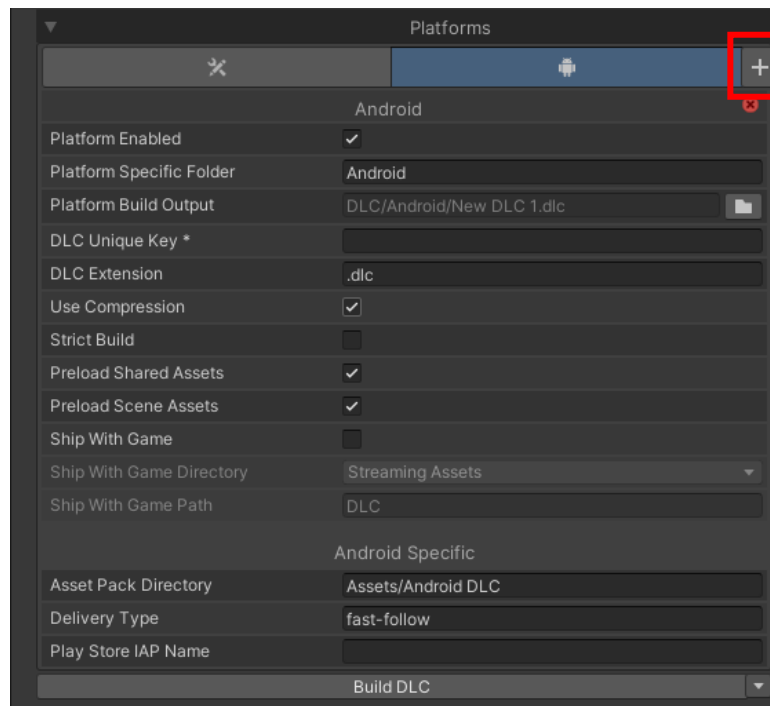 Platforms
Android
Platform Enabled
Platform Specific Folder Android
Platform Build Output DLC/Android/New DLC 1.dlc
DLC Unique Key *
DLC Extension .dlc
Use Compression
Strict Build
Preload Shared Assets
Preload Scene Assets
Ship With Game
Ship With Game Directory Streaming Assets
Ship With Game Path DLC
Android Specific
Asset Pack Directory Assets/Android DLC
Delivery Type fast-follow
Play Store IAP Name
Build DLC